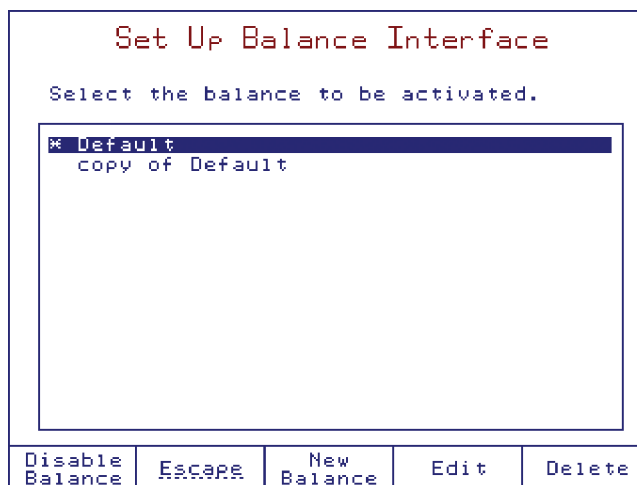 Set Up Balance Interface
Select the balance to be activated.
* Default
copy of Default
Disable Balance
Escape
New Balance
Edit
Delete